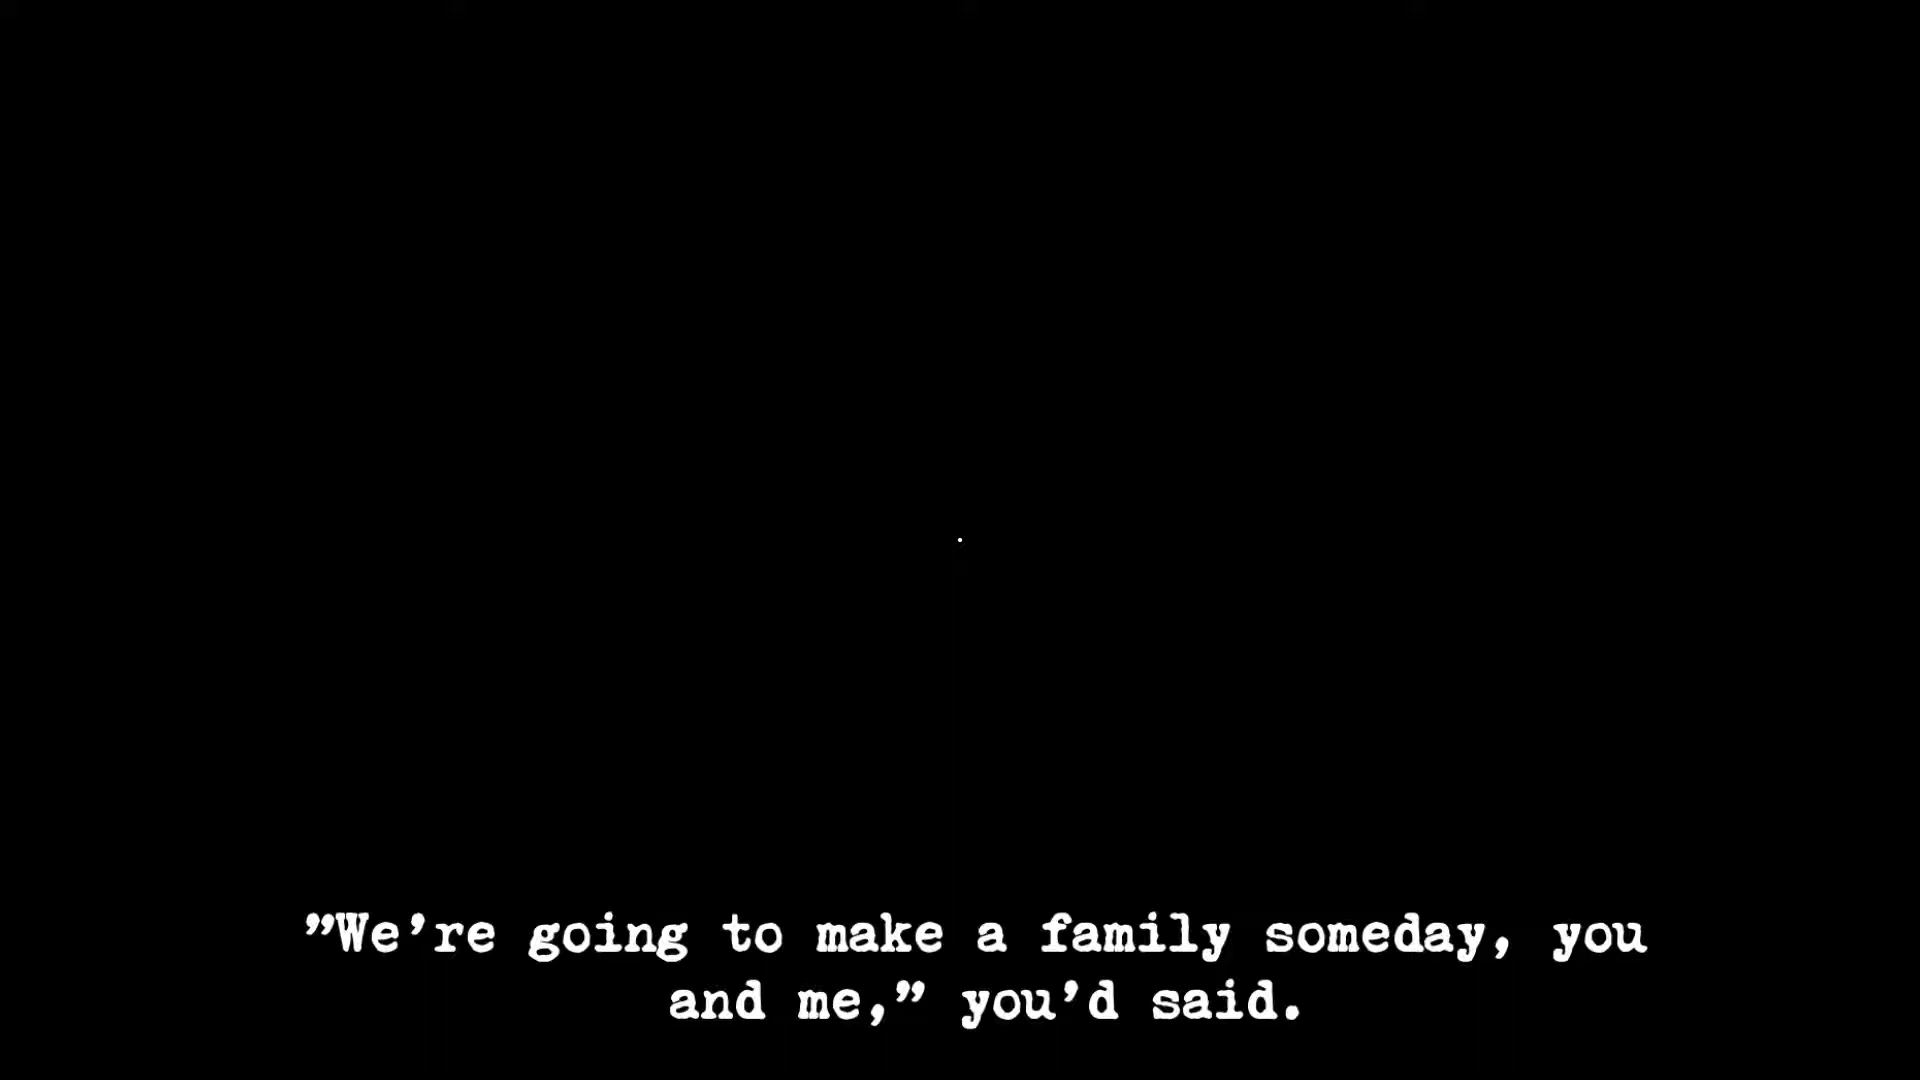 ”We’re going to make a family someday, you
and me,” you’d said.